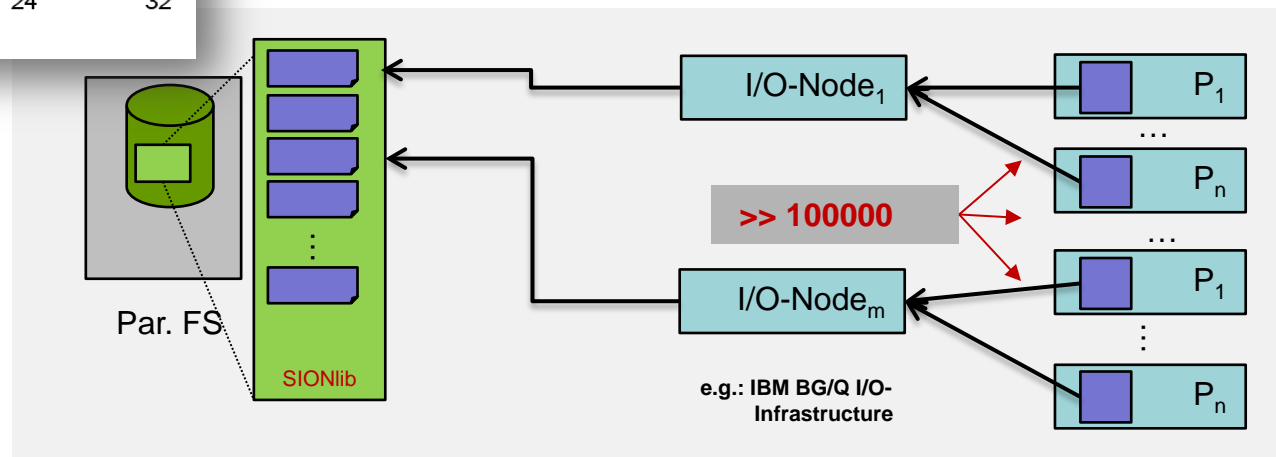 24 32
I/O-Node1
P1
...
Pn
>> 100000
...
P1
I/O-Nodem
Par. FS
⋮
⋮
SIONlib
e.g.: IBM BG/Q I/O-
Infrastructure
Pn